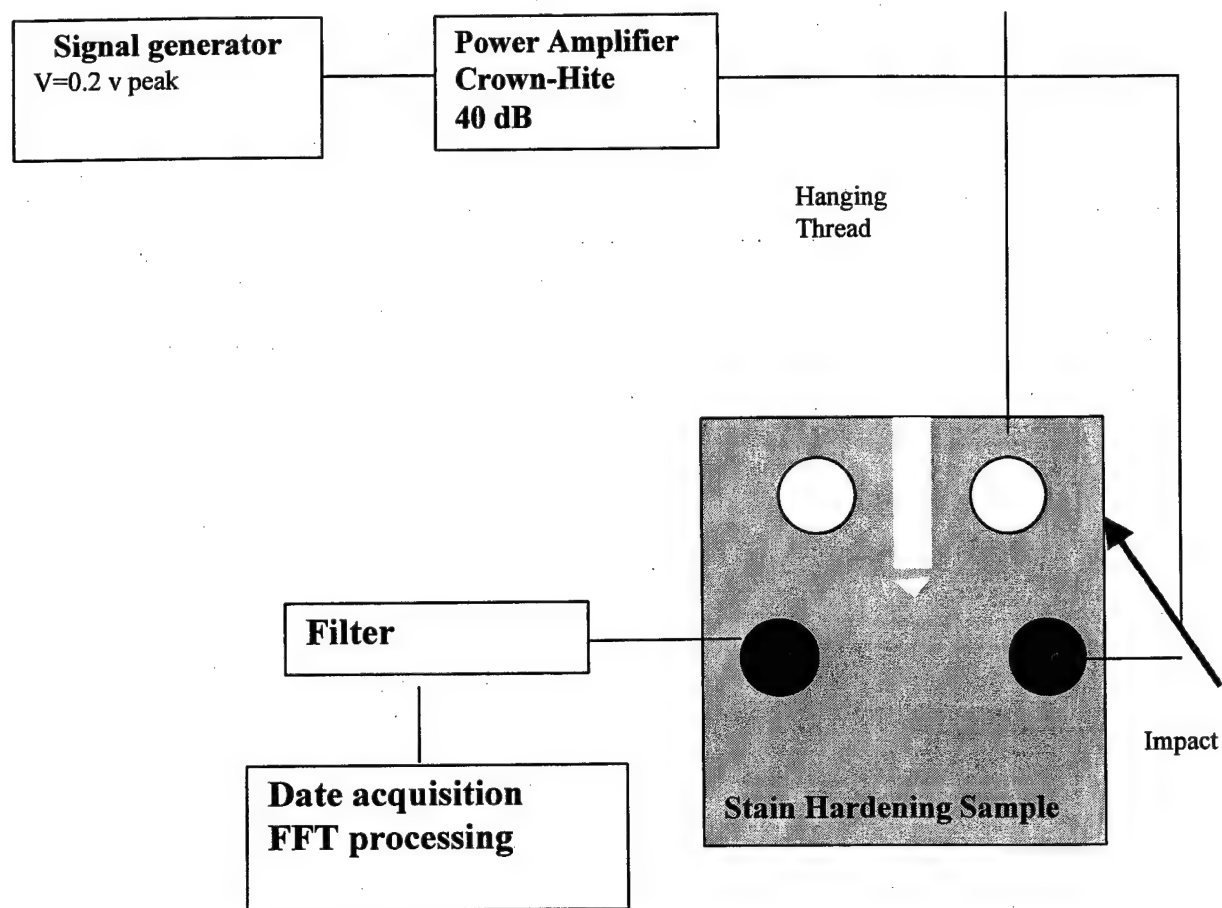 Signal generator
V=0.2 v peak
Power Amplifier
Crown-Hite
40 dB
Hanging
Thread
Filter
Impact
Date acquisition
FFT processing
Stain Hardening Sample